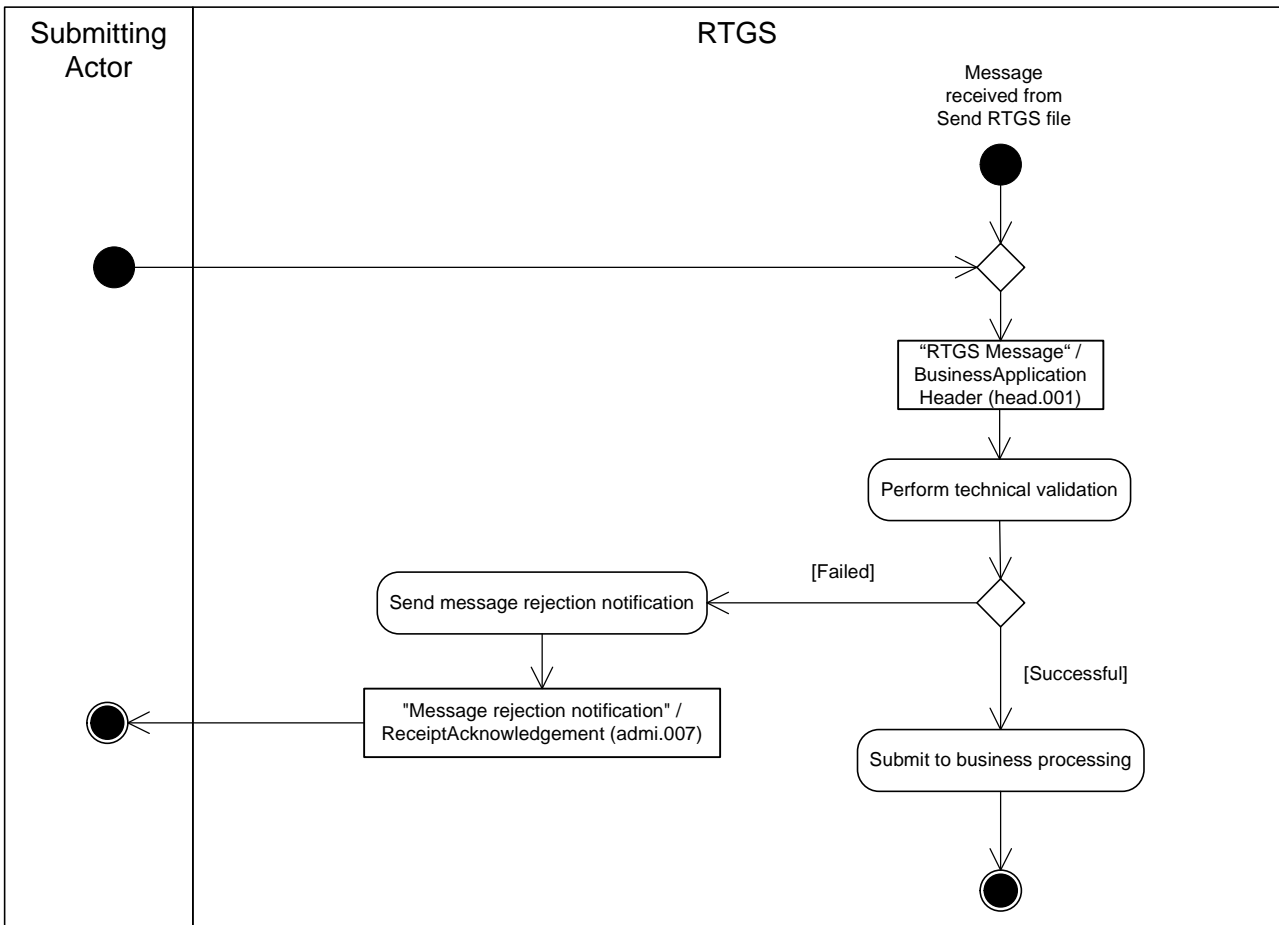 Submitting
Actor
RTGS
Message
received from
Send RTGS file
“RTGS Message“ /
BusinessApplication
Header (head.001)
Perform technical validation
[Failed]
Send message rejection notification
[Successful]
"Message rejection notification" /
ReceiptAcknowledgement (admi.007)
Submit to business processing